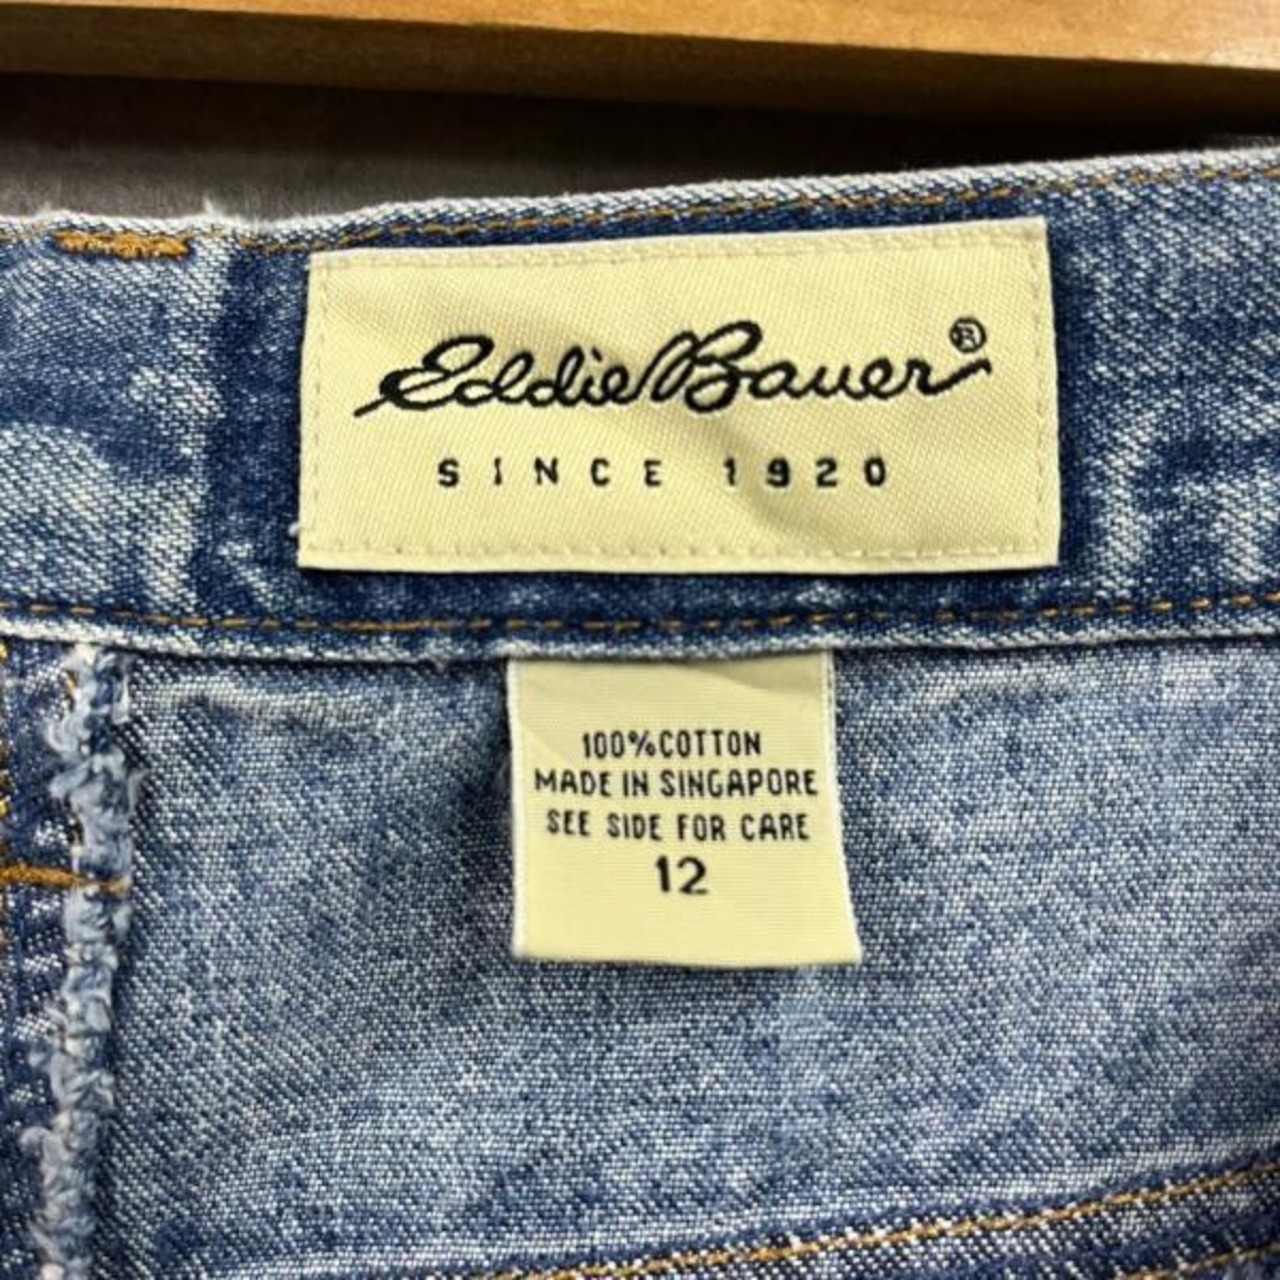 Eddie Bauer®
SINCE 1920
100% COTTON
MADE IN SINGAPORE
SEE SIDE FOR CARE
12